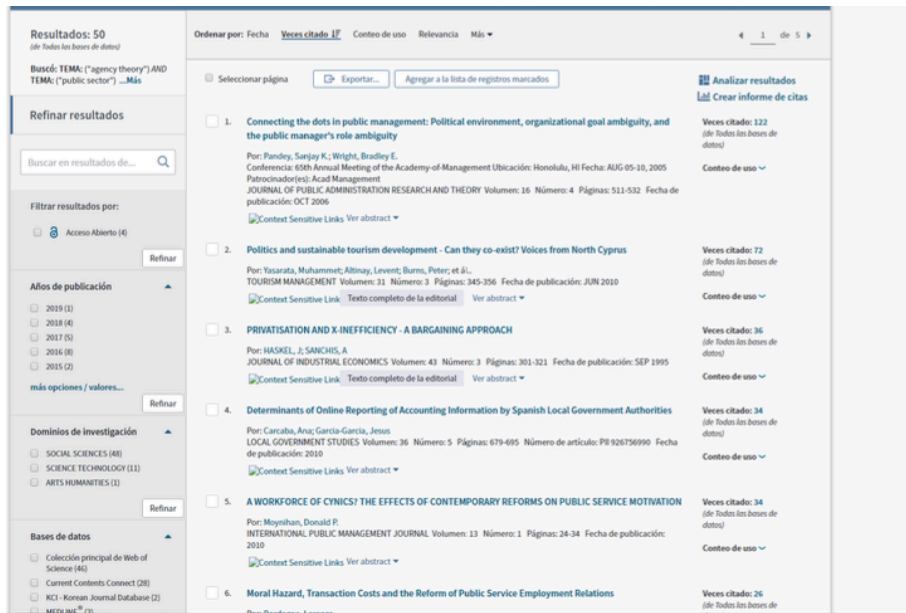 Resultados: 50
(de Todas las bases de datos)
Buscó: TEMA: ("agency theory") AND
TEMA: ("public sector") ...Más
Refinar resultados
Buscar en resultados de...
Filtrar resultados por:
Acceso Abierto (4)
Refinar
Años de publicación
2019 (1)
2018 (4)
2017 (5)
2016 (8)
2015 (2)
más opciones / valores...
Refinar
Dominios de investigación
SOCIAL SCIENCES (48)
SCIENCE TECHNOLOGY (11)
ARTS HUMANITIES (1)
Refinar
Bases de datos
Colección principal de Web of
Science (46)
Current Contents Connect (28)
KCI - Korean Journal Database (2)
MEDLINE® (2)
Ordenar por: Fecha Veces citado Conteo de uso Relevancia Más
1 de 5
Seleccionar página Exportar... Agregar a la lista de registros marcados
Analizar resultados
Crear informe de citas
1. Connecting the dots in public management: Political environment, organizational goal ambiguity, and
the public manager's role ambiguity
Por: Pandey, Sanjay K.; Wright, Bradley E.
Conferencia: 65th Annual Meeting of the Academy-of-Management Ubicación: Honolulu, HI Fecha: AUG 05-10, 2005
Patrocinador(es): Acad Management
JOURNAL OF PUBLIC ADMINISTRATION RESEARCH AND THEORY Volumen: 16 Número: 4 Páginas: 511-532 Fecha de
publicación: OCT 2006
Context Sensitive Links Ver abstract
Veces citado: 122
(de Todas las bases de
datos)
Conteo de uso
2. Politics and sustainable tourism development - Can they co-exist? Voices from North Cyprus
Por: Yasarata, Muhammet; Altinay, Levent; Burns, Peter; et ál..
TOURISM MANAGEMENT Volumen: 31 Número: 3 Páginas: 345-356 Fecha de publicación: JUN 2010
Context Sensitive Link Texto completo de la editorial Ver abstract
Veces citado: 72
(de Todas las bases de
datos)
Conteo de uso
3. PRIVATISATION AND X-INEFFICIENCY - A BARGAINING APPROACH
Por: HASKEL, J; SANCHIS, A
JOURNAL OF INDUSTRIAL ECONOMICS Volumen: 43 Número: 3 Páginas: 301-321 Fecha de publicación: SEP 1995
Context Sensitive Link Texto completo de la editorial Ver abstract
Veces citado: 36
(de Todas las bases de
datos)
Conteo de uso
4. Determinants of Online Reporting of Accounting Information by Spanish Local Government Authorities
Por: Carcaba, Ana; Garcia-Garcia, Jesus
LOCAL GOVERNMENT STUDIES Volumen: 36 Número: 5 Páginas: 679-695 Número de artículo: PII 926756990 Fecha
de publicación: 2010
Context Sensitive Links Ver abstract
Veces citado: 34
(de Todas las bases de
datos)
Conteo de uso
5. A WORKFORCE OF CYNICS? THE EFFECTS OF CONTEMPORARY REFORMS ON PUBLIC SERVICE MOTIVATION
Por: Moynihan, Donald P.
INTERNATIONAL PUBLIC MANAGEMENT JOURNAL Volumen: 13 Número: 1 Páginas: 24-34 Fecha de publicación:
2010
Context Sensitive Links Ver abstract
Veces citado: 34
(de Todas las bases de
datos)
Conteo de uso
6. Moral Hazard, Transaction Costs and the Reform of Public Service Employment Relations
Veces citado: 26
(de Todas las bases de